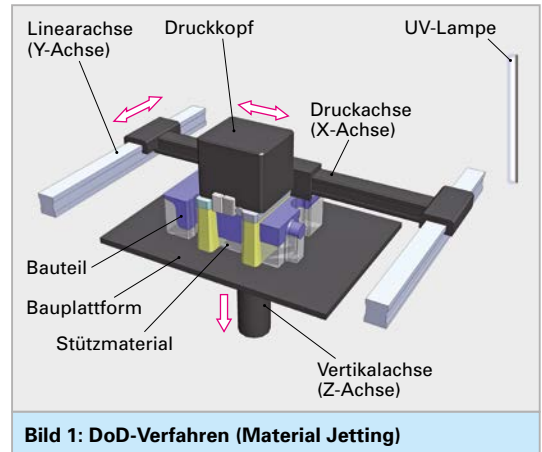 Linearachse
(Y-Achse)
Druckkopf
UV-Lampe
Druckachse
(X-Achse)
Bauteil
Bauplattform
Stützmaterial
Vertikalachse
(Z-Achse)
Bild 1: DoD-Verfahren (Material Jetting)